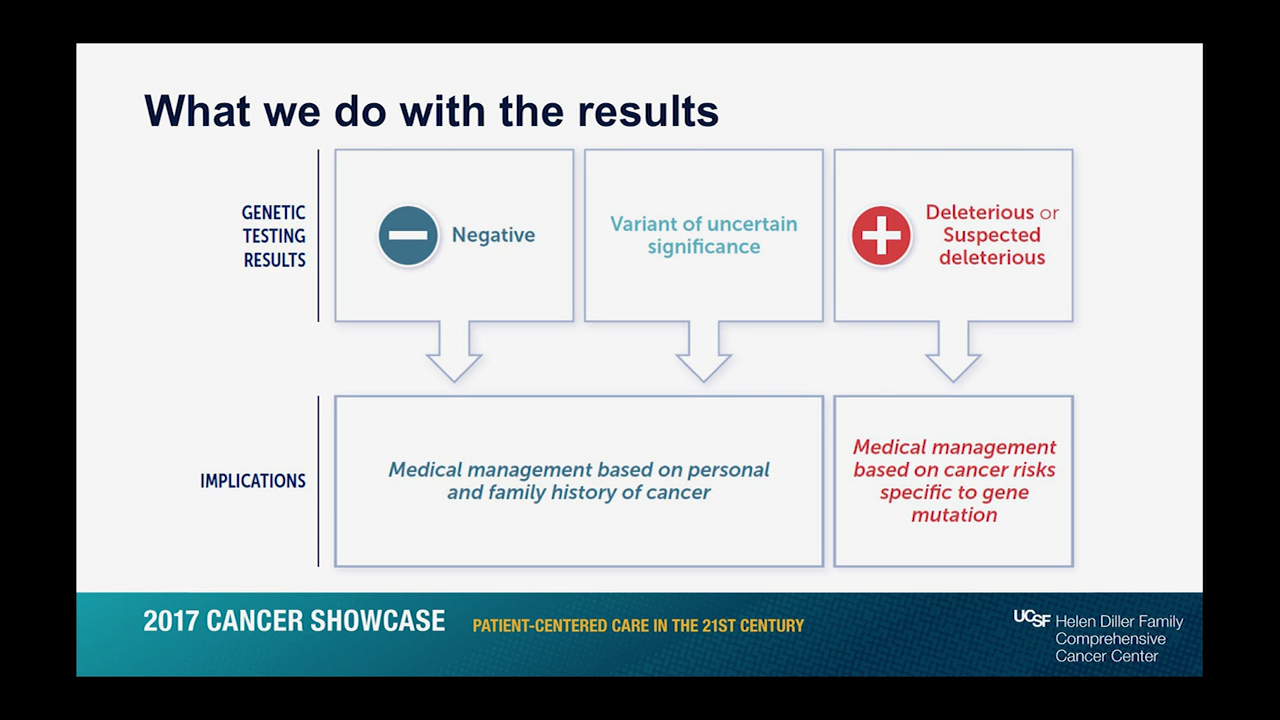 What we do with the results
GENETIC
TESTING
RESULTS
Negative
Variant of uncertain
significance
Deleterious or
Suspected
deleterious
IMPLICATIONS
Medical management based on personal
and family history of cancer
Medical management
based on cancer risks
specific to gene
mutation
2017 CANCER SHOWCASE
PATIENT-CENTERED CARE IN THE 21ST CENTURY
UCSF Helen Diller Family
Comprehensive
Cancer Center